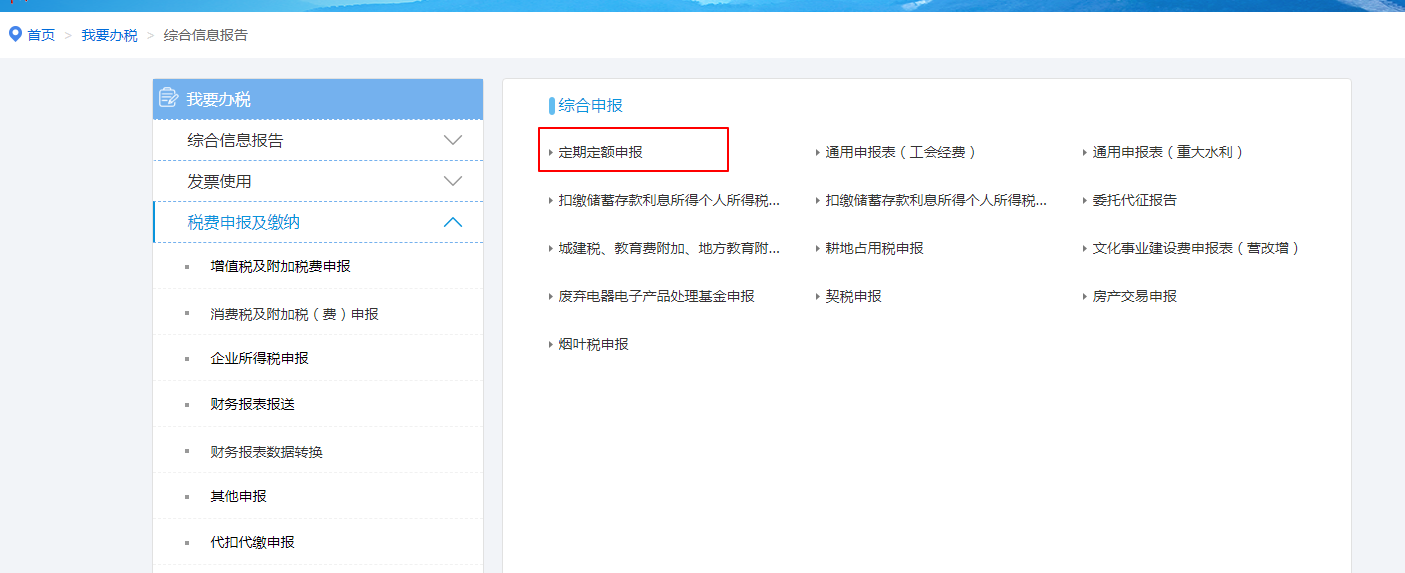 首页 > 我要办税 > 综合信息报告
我要办税
综合信息报告
发票使用
税费申报及缴纳
增值税及附加税费申报
消费税及附加税（费）申报
企业所得税申报
财务报表报送
财务报表数据转换
其他申报
代扣代缴申报
综合申报
定期定额申报
通用申报表（工会经费）
通用申报表（重大水利）
扣缴储蓄存款利息所得个人所得税...
扣缴储蓄存款利息所得个人所得税...
委托代征报告
城建税、教育费附加、地方教育附...
耕地占用税申报
文化事业建设费申报表（营改增）
废弃电器电子产品处理基金申报
契税申报
房产交易申报
烟叶税申报